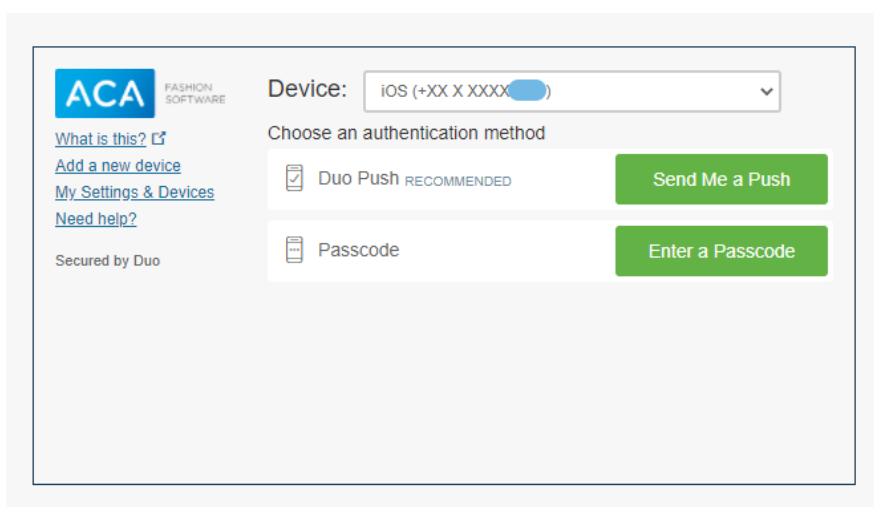 ACA FASHION
SOFTWARE
What is this?
Add a new device
My Settings & Devices
Need help?
Secured by Duo
Device: iOS (+XX X XXXX )
Choose an authentication method
Duo Push RECOMMENDED Send Me a Push
Passcode Enter a Passcode